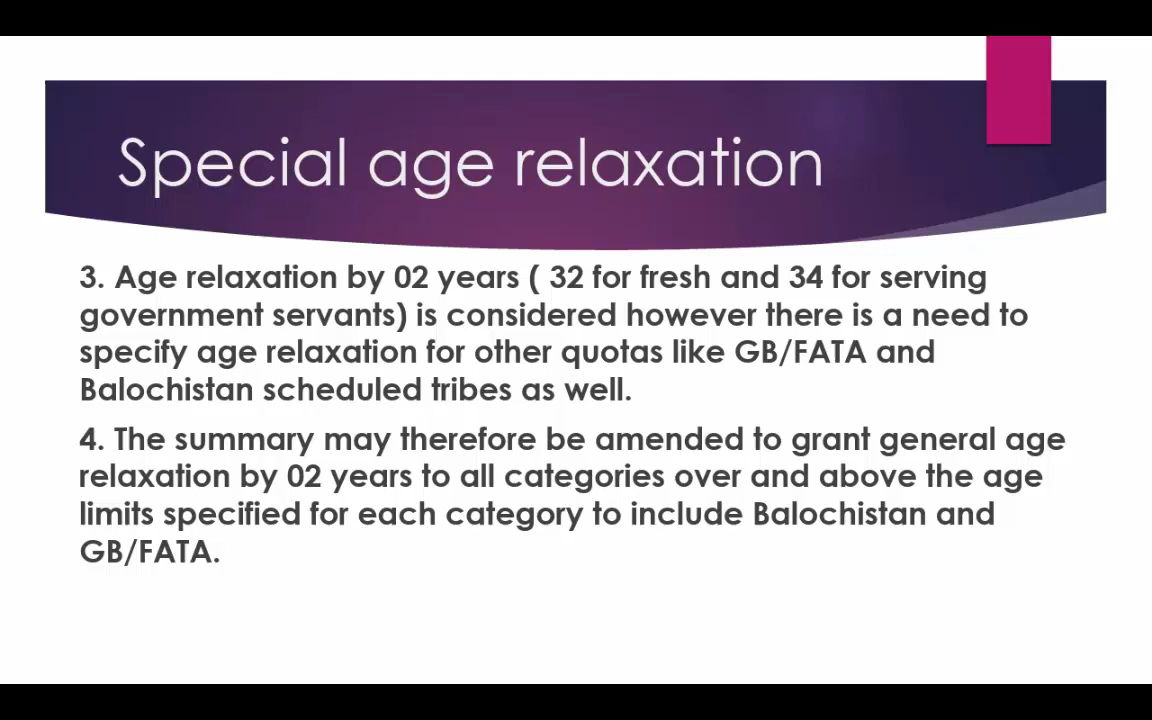 Special age relaxation
3. Age relaxation by 02 years ( 32 for fresh and 34 for serving
government servants) is considered however there is a need to
specify age relaxation for other quotas like GB/FATA and
Balochistan scheduled tribes as well.
4. The summary may therefore be amended to grant general age
relaxation by 02 years to all categories over and above the age
limits specified for each category to include Balochistan and
GB/FATA.